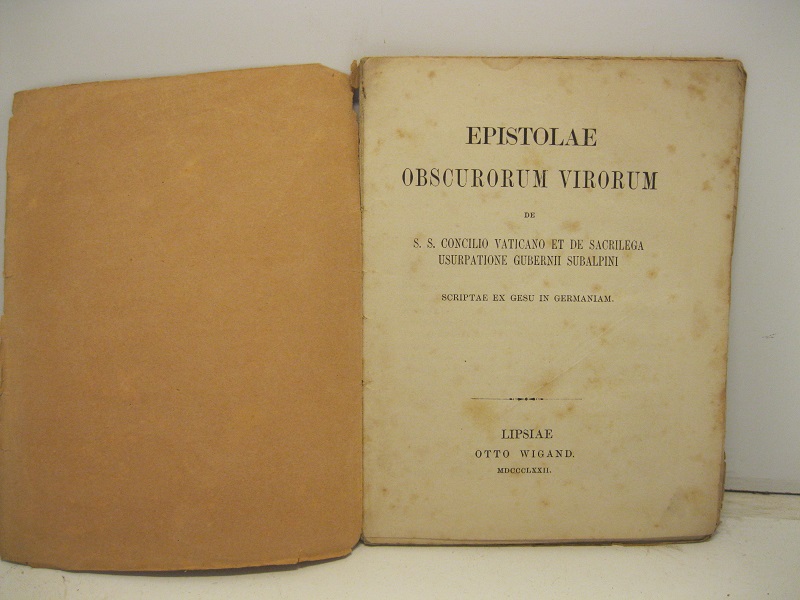 EPISTOLAE
OBSCURORUM VIRORUM
DE
S. S. CONCILIO VATICANO ET DE SACRILEGA
USURPATIONE GUBERNII SUBALPINI
SCRIPTAE EX GESU IN GERMANIAM.
LIPSIAE
OTTO WIGAND.
MDCCCLXXII.